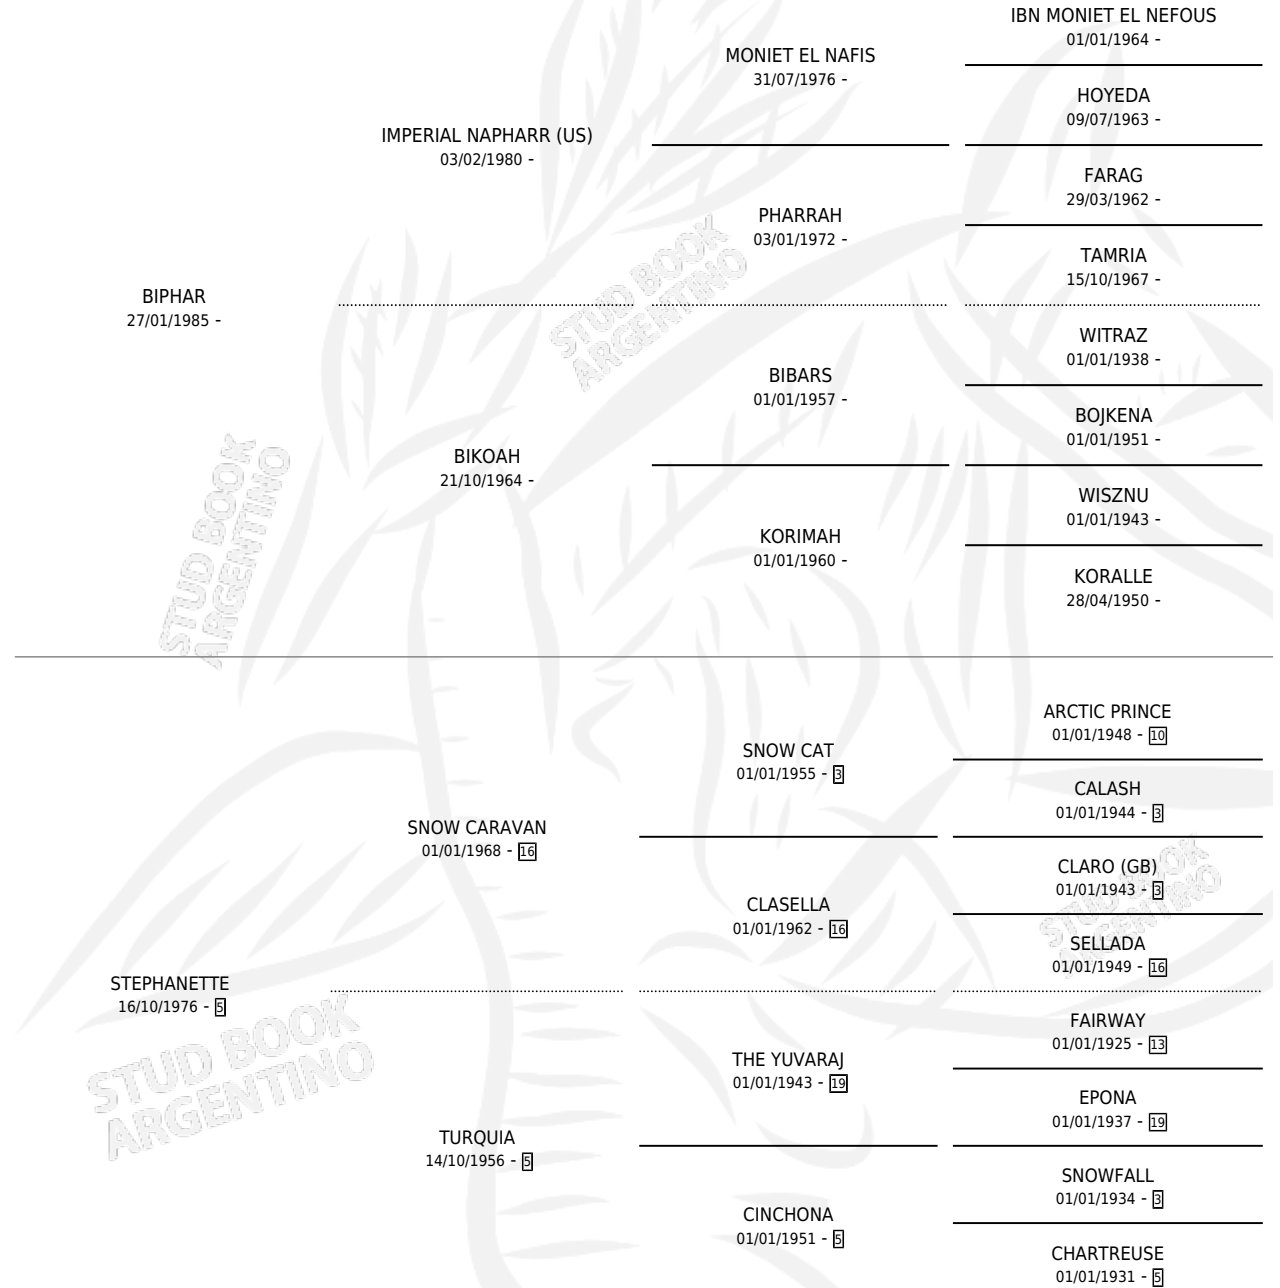 IBN MONIET EL NEFOUS
01/01/1964 -
MONIET EL NAFIS
31/07/1976 -
HOYEDA
09/07/1963 -
IMPERIAL NAPHARR (US)
03/02/1980 -
FARAG
29/03/1962 -
PHARRAH
03/01/1972 -
TAMRIA
15/10/1967 -
BIPHAR
27/01/1985 -
WITRAZ
01/01/1938 -
BIBARS
01/01/1957 -
BOJKENA
01/01/1951 -
BIKOAH
21/10/1964 -
WISZNU
01/01/1943 -
KORIMAH
01/01/1960 -
KORALLE
28/04/1950 -
STUD BOOK
ARGENTINO
STUD BOOK
ARGENTINO
ARCTIC PRINCE
01/01/1948 - 10
SNOW CAT
01/01/1955 - 3
CALASH
01/01/1944 - 3
SNOW CARAVAN
01/01/1968 - 16
CLARO (GB)
01/01/1943 - 3
CLASELLA
01/01/1962 - 16
SELLADA
01/01/1949 - 16
STUD BOOK
ARGENTINO
STEPHANETTE
16/10/1976 - 5
FAIRWAY
01/01/1925 - 13
THE YUVARAJ
01/01/1943 - 19
EPONA
01/01/1937 - 19
STUD BOOK
ARGENTINO
TURQUIA
14/10/1956 - 5
SNOWFALL
01/01/1934 - 3
CINCHONA
01/01/1951 - 5
CHARTREUSE
01/01/1931 - 5